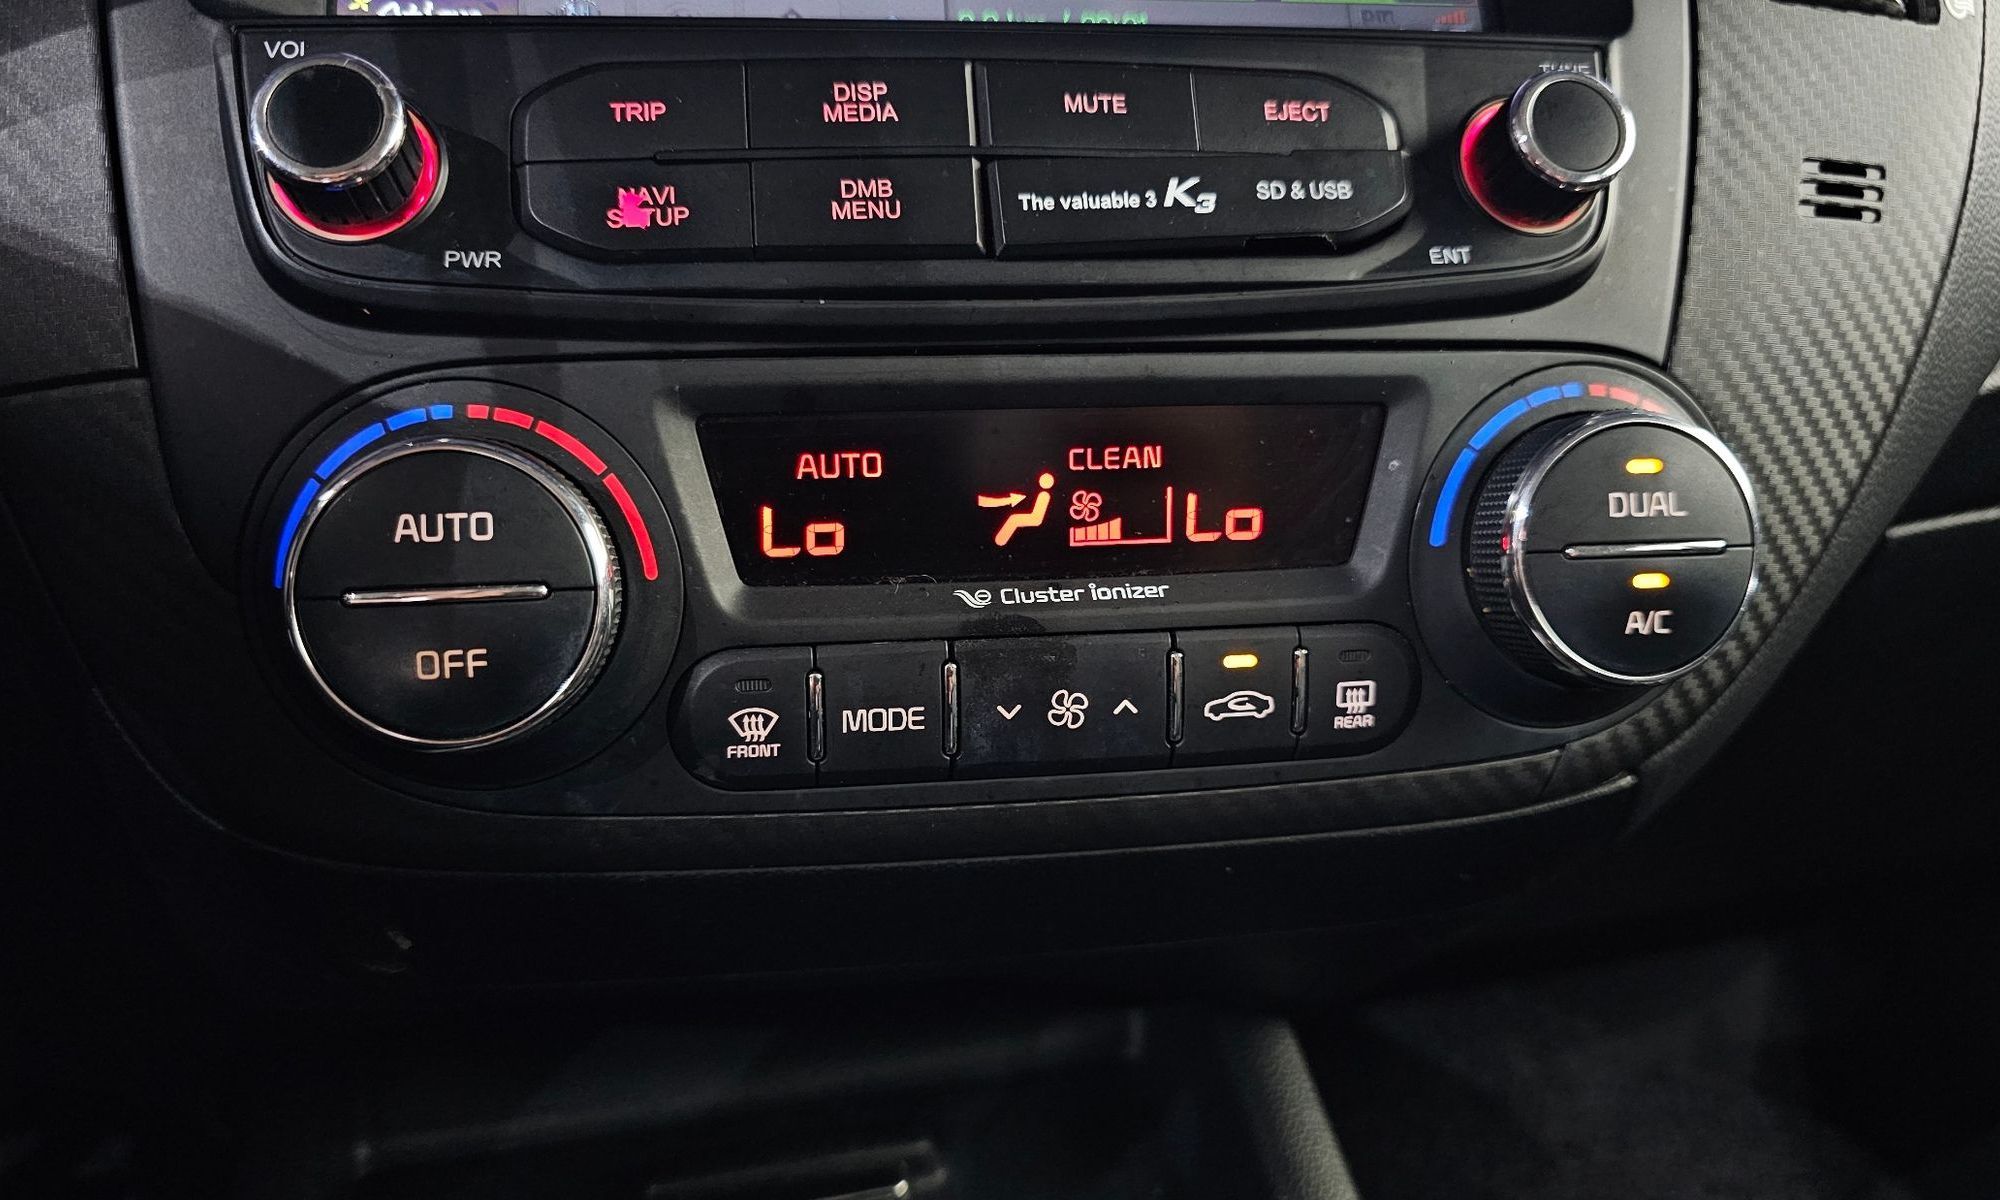 VOL
TUNE
TRIP
DISP
MEDIA
MUTE
EJECT
NAVI
SETUP
DMB
MENU
The valuable 3 K3
SD & USB
PWR
ENT
AUTO
CLEAN
Lo
Lo
AUTO
OFF
DUAL
A/C
Cluster ionizer
FRONT
MODE
REAR